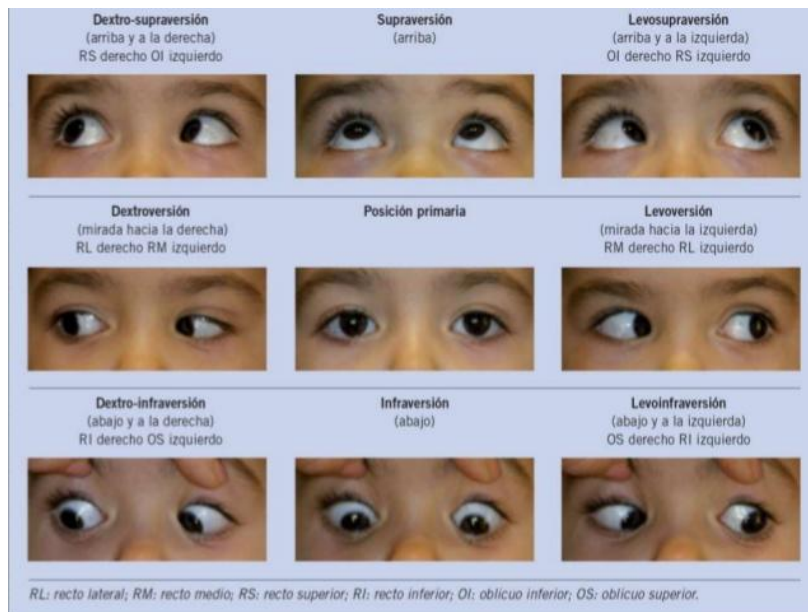 Dextro-supraversión
(arriba y a la derecha)
RS derecho OI izquierdo
Supraversión
(arriba)
Levosupraversión
(arriba y a la izquierda)
OI derecho RS izquierdo
Dextroversión
(mirada hacia la derecha)
RL derecho RM izquierdo
Posición primaria
Levoversión
(mirada hacia la izquierda)
RM derecho RL izquierdo
Dextro-infraversión
(abajo y a la derecha)
RI derecho OS izquierdo
Infraversión
(abajo)
Levoinfraversión
(abajo y a la izquierda)
OS derecho RI izquierdo
RL: recto lateral; RM: recto medio; RS: recto superior; RI: recto inferior; OI: oblicuo inferior; OS: oblicuo superior.